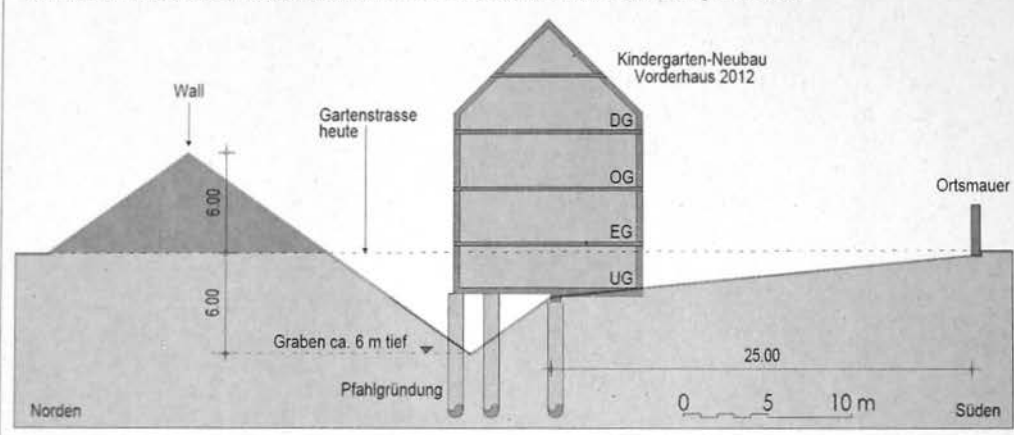 Kindergarten-Neubau
Vorderhaus 2012
Wall
Gartenstrasse
heute
DG
OG
EG
UG
Ortsmauer
6.00
6.00
Graben ca. 6 m tief
25.00
Pfahlgründung
0 5 10 m
Norden
Süden